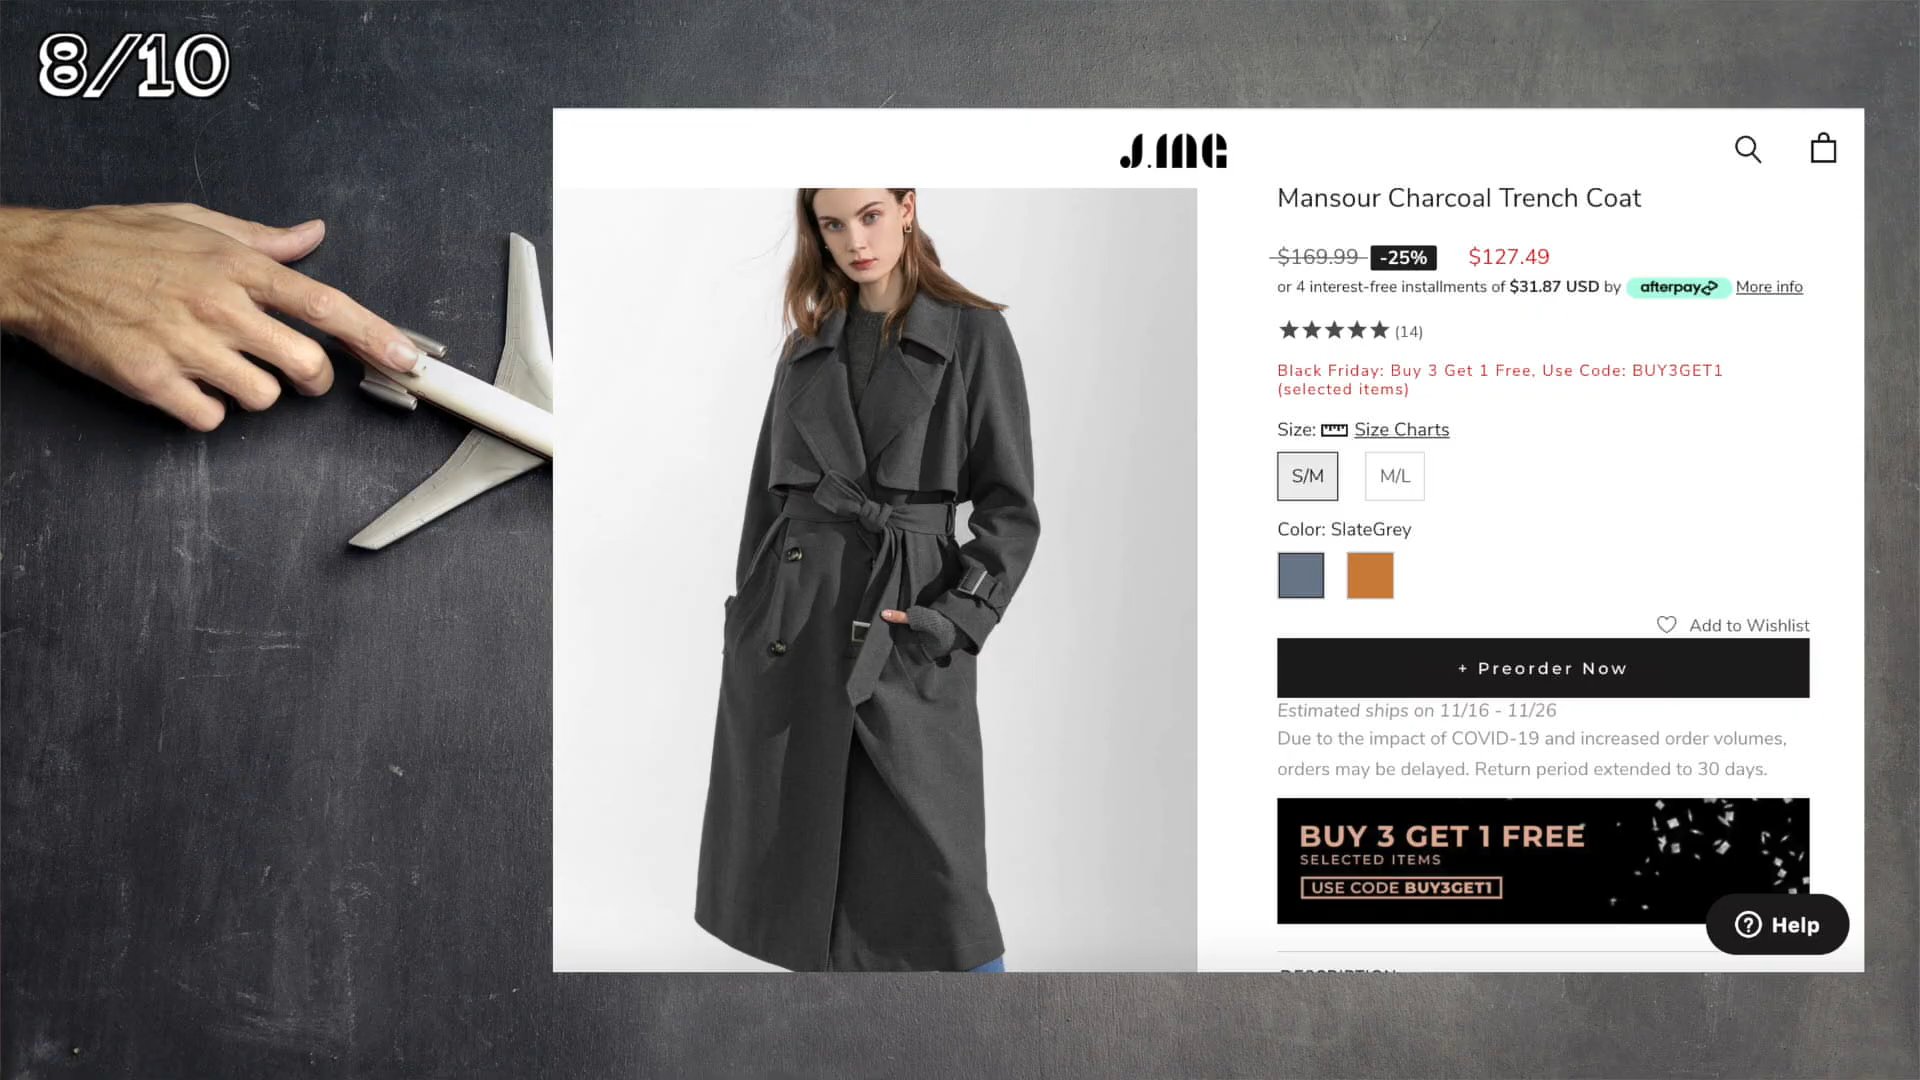 8/10
J.ING
Mansour Charcoal Trench Coat
$169.99 -25% $127.49
or 4 interest-free installments of $31.87 USD by afterpay More info
(14)
Black Friday: Buy 3 Get 1 Free, Use Code: BUY3GET1
(selected items)
Size: Size Charts
S/M M/L
Color: SlateGrey
Add to Wishlist
+ Preorder Now
Estimated ships on 11/16 - 11/26
Due to the impact of COVID-19 and increased order volumes,
orders may be delayed. Return period extended to 30 days.
BUY 3 GET 1 FREE
SELECTED ITEMS
USE CODE BUY3GET1
Help
DESCRIPTION